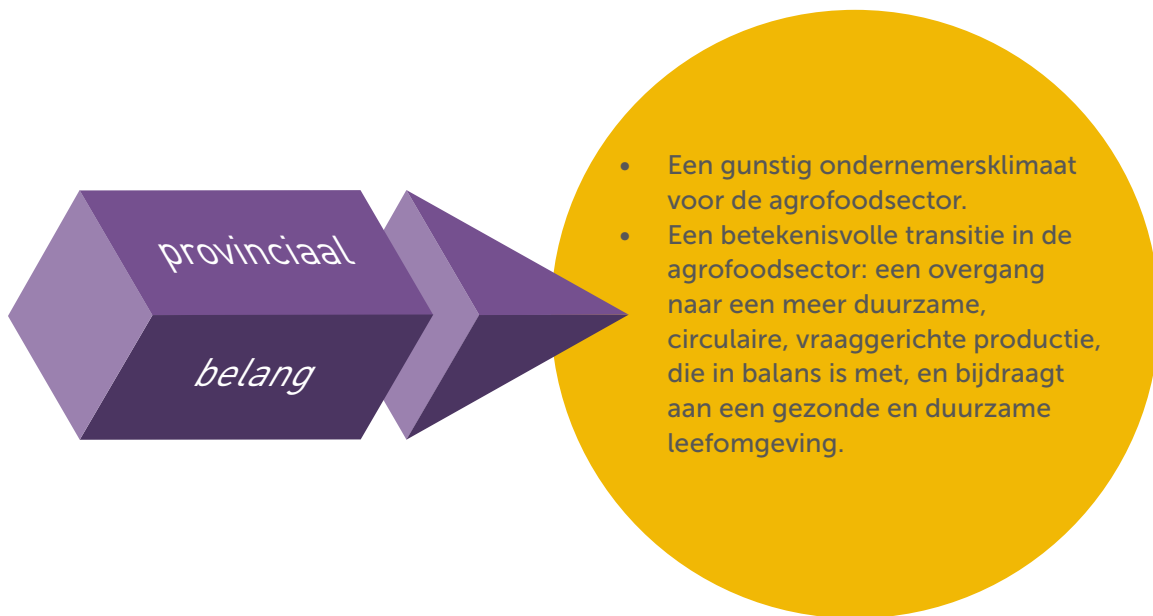 provinciaal
belang
• Een gunstig ondernemersklimaat
voor de agrofoodsector.
• Een betekenisvolle transitie in de
agrofoodsector: een overgang
naar een meer duurzame,
circulaire, vraaggerichte productie,
die in balans is met, en bijdraagt
aan een gezonde en duurzame
leefomgeving.